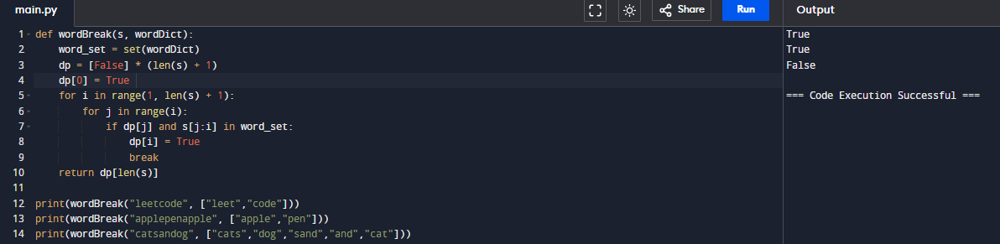 main.py Share Run Output
1 def wordBreak(s, wordDict):
2     word_set = set(wordDict)
3     dp = [False] * (len(s) + 1)
4     dp[0] = True
5     for i in range(1, len(s) + 1):
6         for j in range(i):
7             if dp[j] and s[j:i] in word_set:
8                 dp[i] = True
9                 break
10     return dp[len(s)]
11
12 print(wordBreak("leetcode", ["leet","code"]))
13 print(wordBreak("applepenapple", ["apple","pen"]))
14 print(wordBreak("catsandog", ["cats","dog","sand","and","cat"]))
True
True
False
=== Code Execution Successful ===